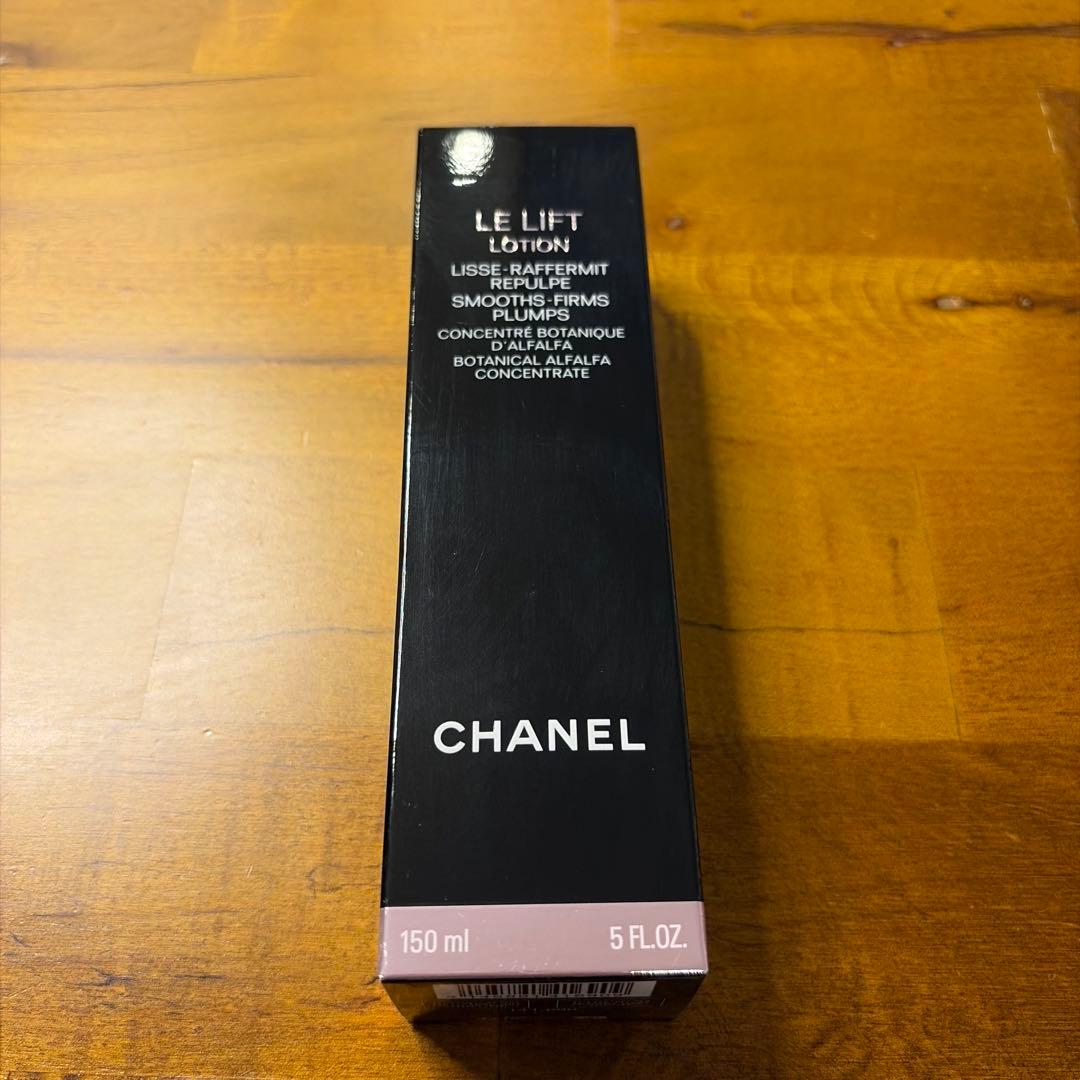 LE LIFT
LOTION
LISSE-RAFFERMIT
REPULPE
SMOOTHS-FIRMS
PLUMPS
CONCENTRÉ BOTANIQUE
D'ALFALFA
BOTANICAL ALFALFA
CONCENTRATE
CHANEL
150 ml 5 FL.OZ.